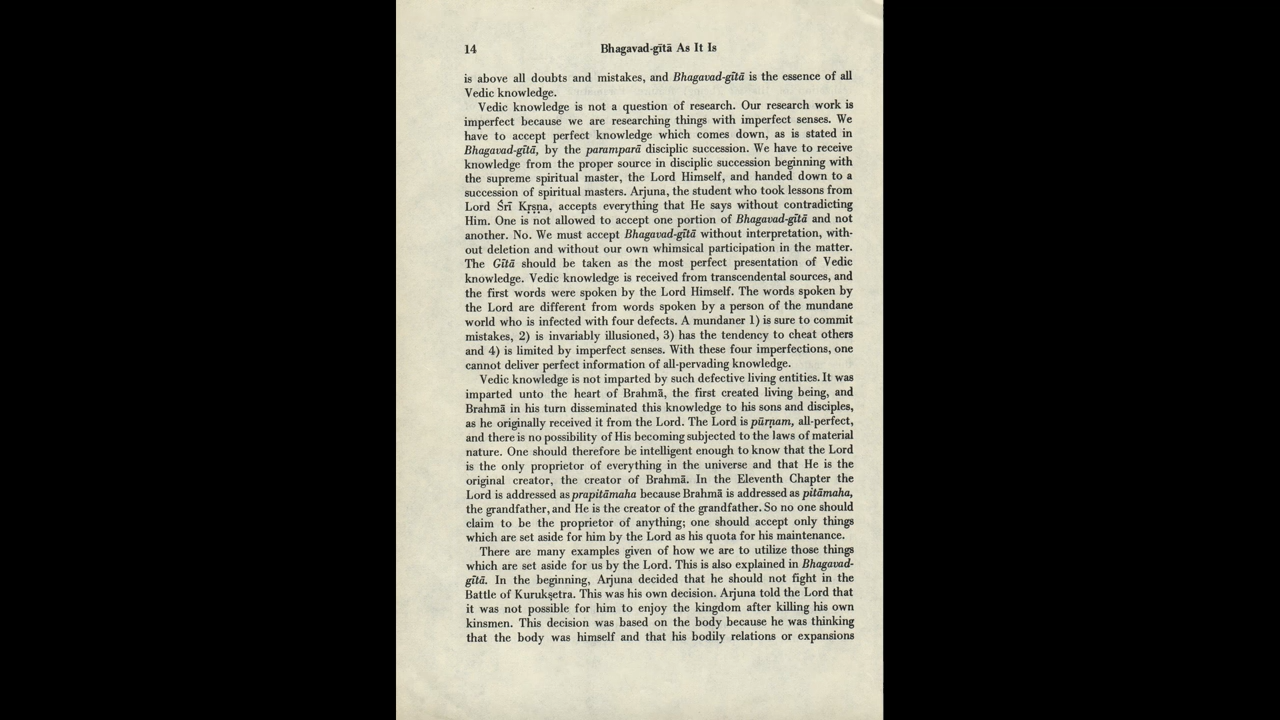 14
Bhagavad-gītā As It Is
is above all doubts and mistakes, and Bhagavad-gītā is the essence of all
Vedic knowledge.
Vedic knowledge is not a question of research. Our research work is
imperfect because we are researching things with imperfect senses. We
have to accept perfect knowledge which comes down, as is stated in
Bhagavad-gītā, by the paramparā disciplic succession. We have to receive
knowledge from the proper source in disciplic succession beginning with
the supreme spiritual master, the Lord Himself, and handed down to a
succession of spiritual masters. Arjuna, the student who took lessons from
Lord Śrī Kṛṣṇa, accepts everything that He says without contradicting
Him. One is not allowed to accept one portion of Bhagavad-gītā and not
another. No. We must accept Bhagavad-gītā without interpretation, with-
out deletion and without our own whimsical participation in the matter.
The Gītā should be taken as the most perfect presentation of Vedic
knowledge. Vedic knowledge is received from transcendental sources, and
the first words were spoken by the Lord Himself. The words spoken by
the Lord are different from words spoken by a person of the mundane
world who is infected with four defects. A mundaner 1) is sure to commit
mistakes, 2) is invariably illusioned, 3) has the tendency to cheat others
and 4) is limited by imperfect senses. With these four imperfections, one
cannot deliver perfect information of all-pervading knowledge.
Vedic knowledge is not imparted by such defective living entities. It was
imparted unto the heart of Brahmā, the first created living being, and
Brahmā in his turn disseminated this knowledge to his sons and disciples,
as he originally received it from the Lord. The Lord is pūrṇam, all-perfect,
and there is no possibility of His becoming subjected to the laws of material
nature. One should therefore be intelligent enough to know that the Lord
is the only proprietor of everything in the universe and that He is the
original creator, the creator of Brahmā. In the Eleventh Chapter the
Lord is addressed as prapitāmaha because Brahmā is addressed as pitāmaha,
the grandfather, and He is the creator of the grandfather. So no one should
claim to be the proprietor of anything; one should accept only things
which are set aside for him by the Lord as his quota for his maintenance.
There are many examples given of how we are to utilize those things
which are set aside for us by the Lord. This is also explained in Bhagavad-
gītā. In the beginning, Arjuna decided that he should not fight in the
Battle of Kurukṣetra. This was his own decision. Arjuna told the Lord that
it was not possible for him to enjoy the kingdom after killing his own
kinsmen. This decision was based on the body because he was thinking
that the body was himself and that his bodily relations or expansions